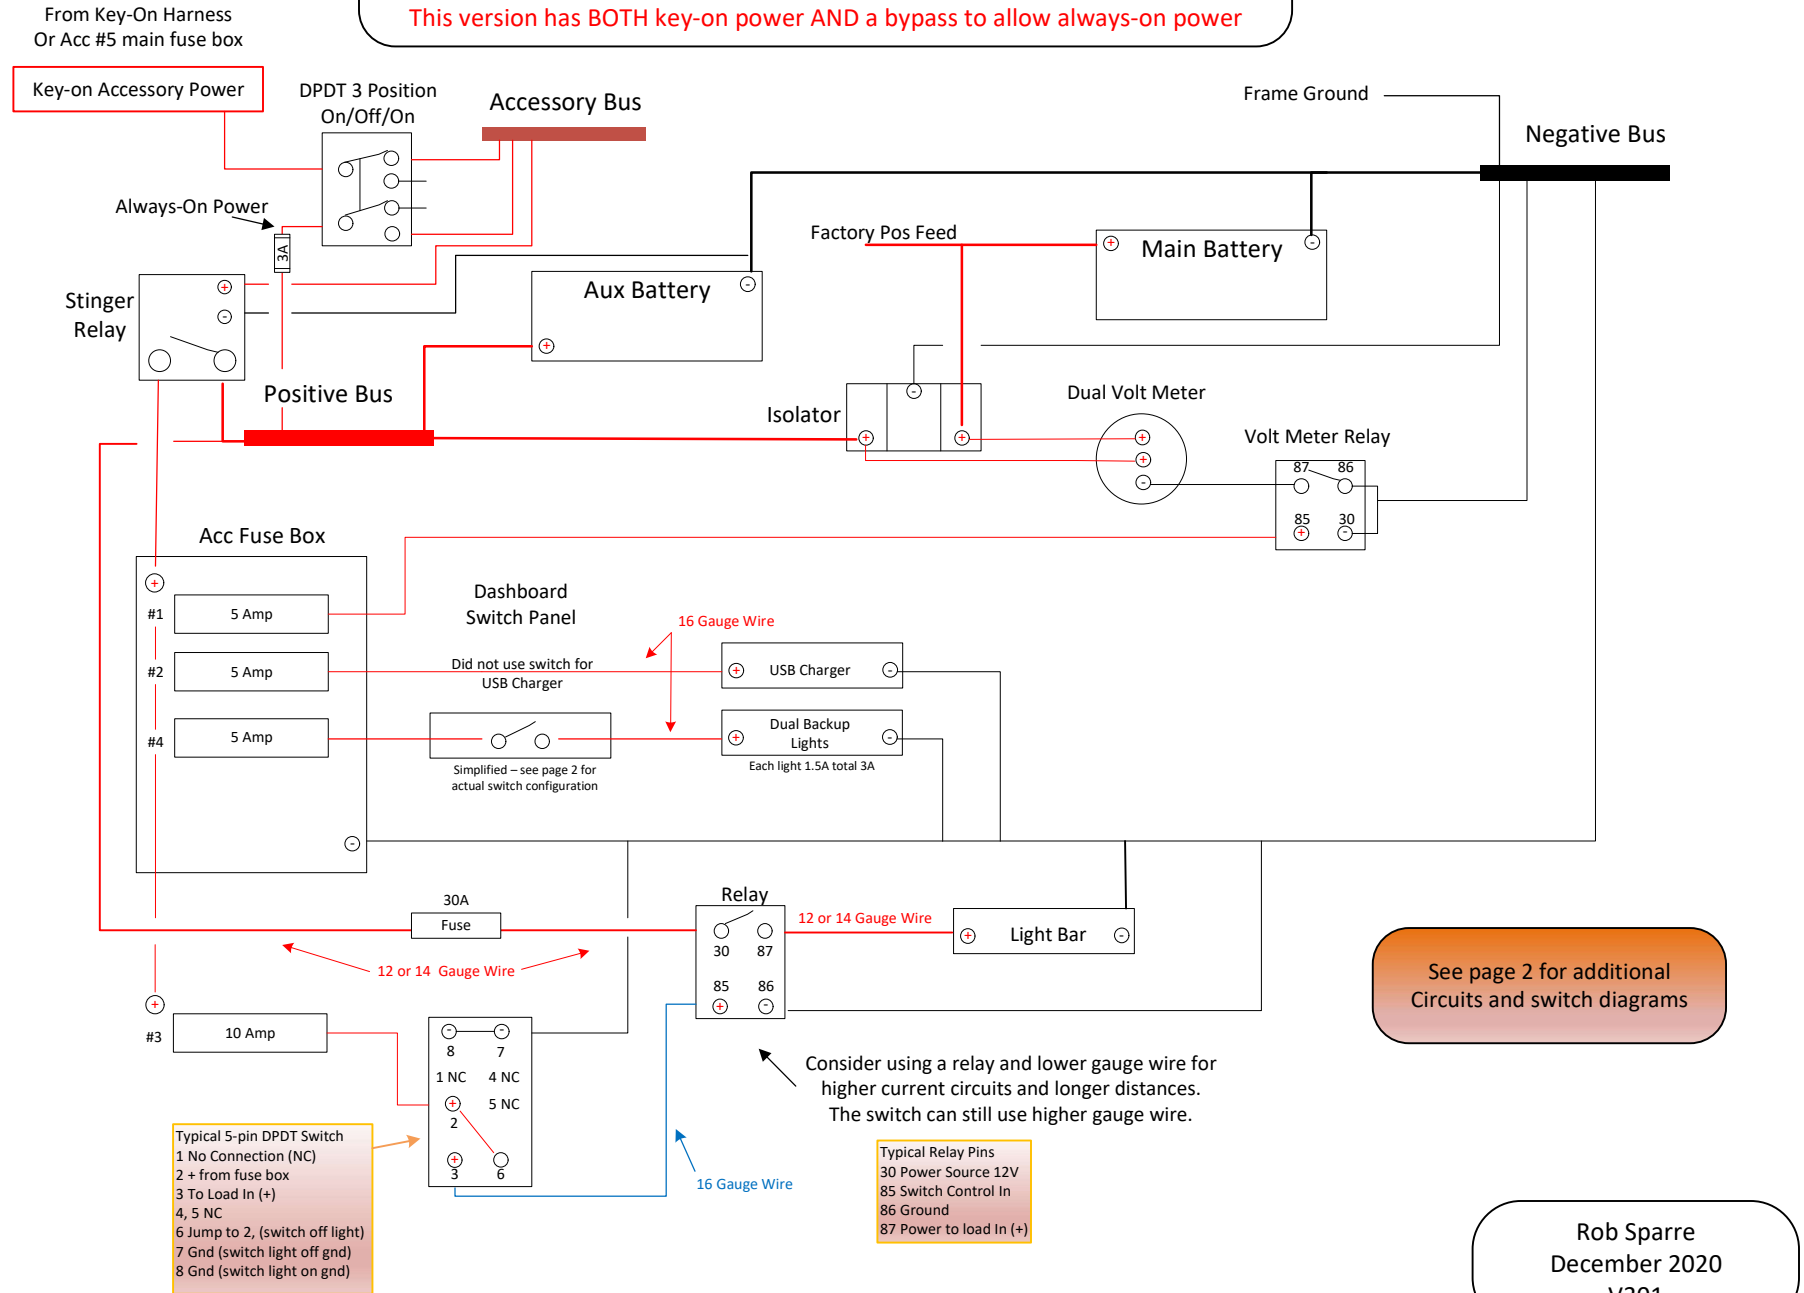 This version has BOTH key-on power AND a bypass to allow always-on power
From Key-On Harness
Or Acc #5 main fuse box
Key-on Accessory Power
DPDT 3 Position
On/Off/On
Accessory Bus
Frame Ground
Negative Bus
Always-On Power
3A
Factory Pos Feed
+
Main Battery
-
Stinger
Relay
+
-
Aux Battery
-
+
Positive Bus
Isolator
-
+
+
Dual Volt Meter
+
+
-
Volt Meter Relay
87
86
85
30
+
-
Acc Fuse Box
+
#1
5 Amp
#2
5 Amp
#4
5 Amp
-
Dashboard
Switch Panel
16 Gauge Wire
Did not use switch for
USB Charger
+
USB Charger
-
Simplified – see page 2 for
actual switch configuration
+
Dual Backup
Lights
-
Each light 1.5A total 3A
30A
Fuse
12 or 14  Gauge Wire
Relay
30
87
85
86
+
-
12 or 14 Gauge Wire
+
Light Bar
-
See page 2 for additional
Circuits and switch diagrams
+
#3
10 Amp
-
-
8
7
1 NC
4 NC
5 NC
+
2
+
3
6
16 Gauge Wire
Consider using a relay and lower gauge wire for
higher current circuits and longer distances.
The switch can still use higher gauge wire.
Typical 5-pin DPDT Switch
1 No Connection (NC)
2 + from fuse box
3 To Load In (+)
4, 5 NC
6 Jump to 2, (switch off light)
7 Gnd (switch light off gnd)
8 Gnd (switch light on gnd)
Typical Relay Pins
30 Power Source 12V
85 Switch Control In
86 Ground
87 Power to load In (+)
Rob Sparre
December 2020
V201